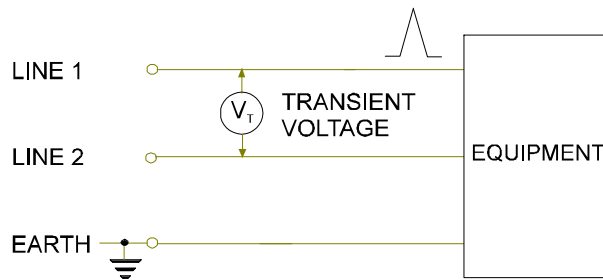 LINE 1
V_T
TRANSIENT
VOLTAGE
LINE 2
EQUIPMENT
EARTH